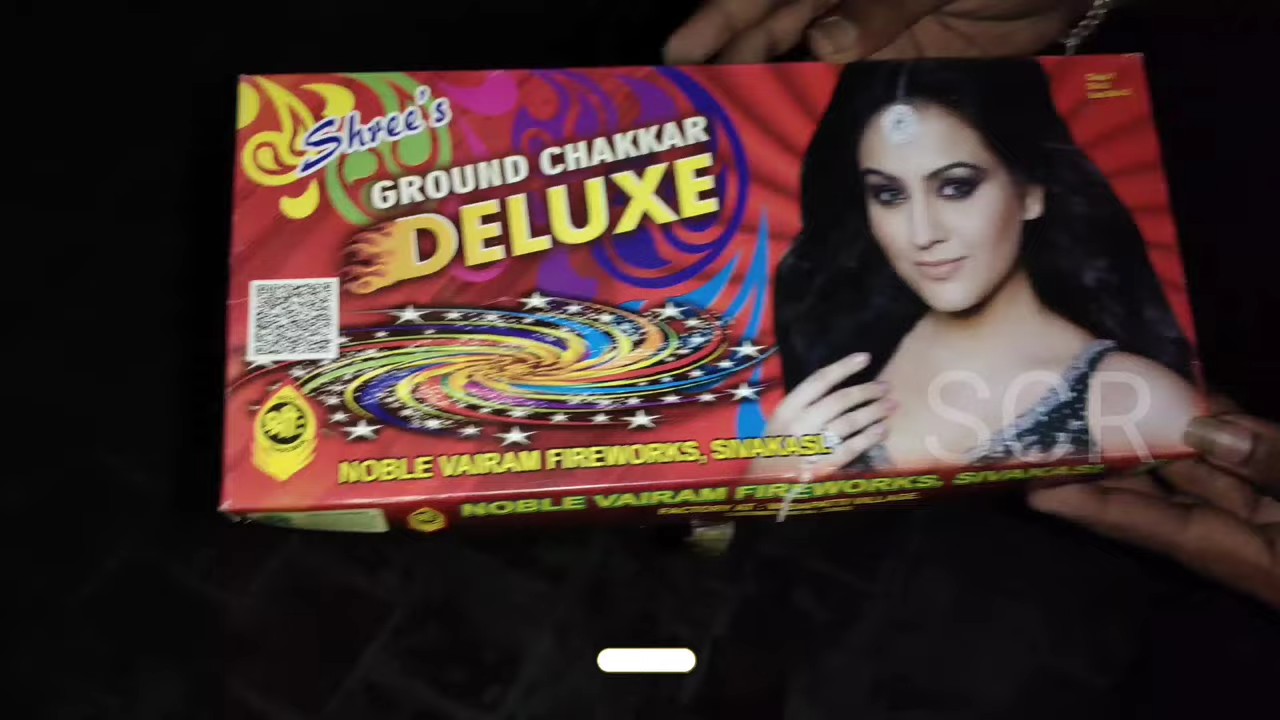 Shree's
GROUND CHAKKAR
DELUXE
NOBLE VAIRAM FIREWORKS, SIVAKASI.
NOBLE VAIRAM FIREWORKS, SIVAKASI
SCR